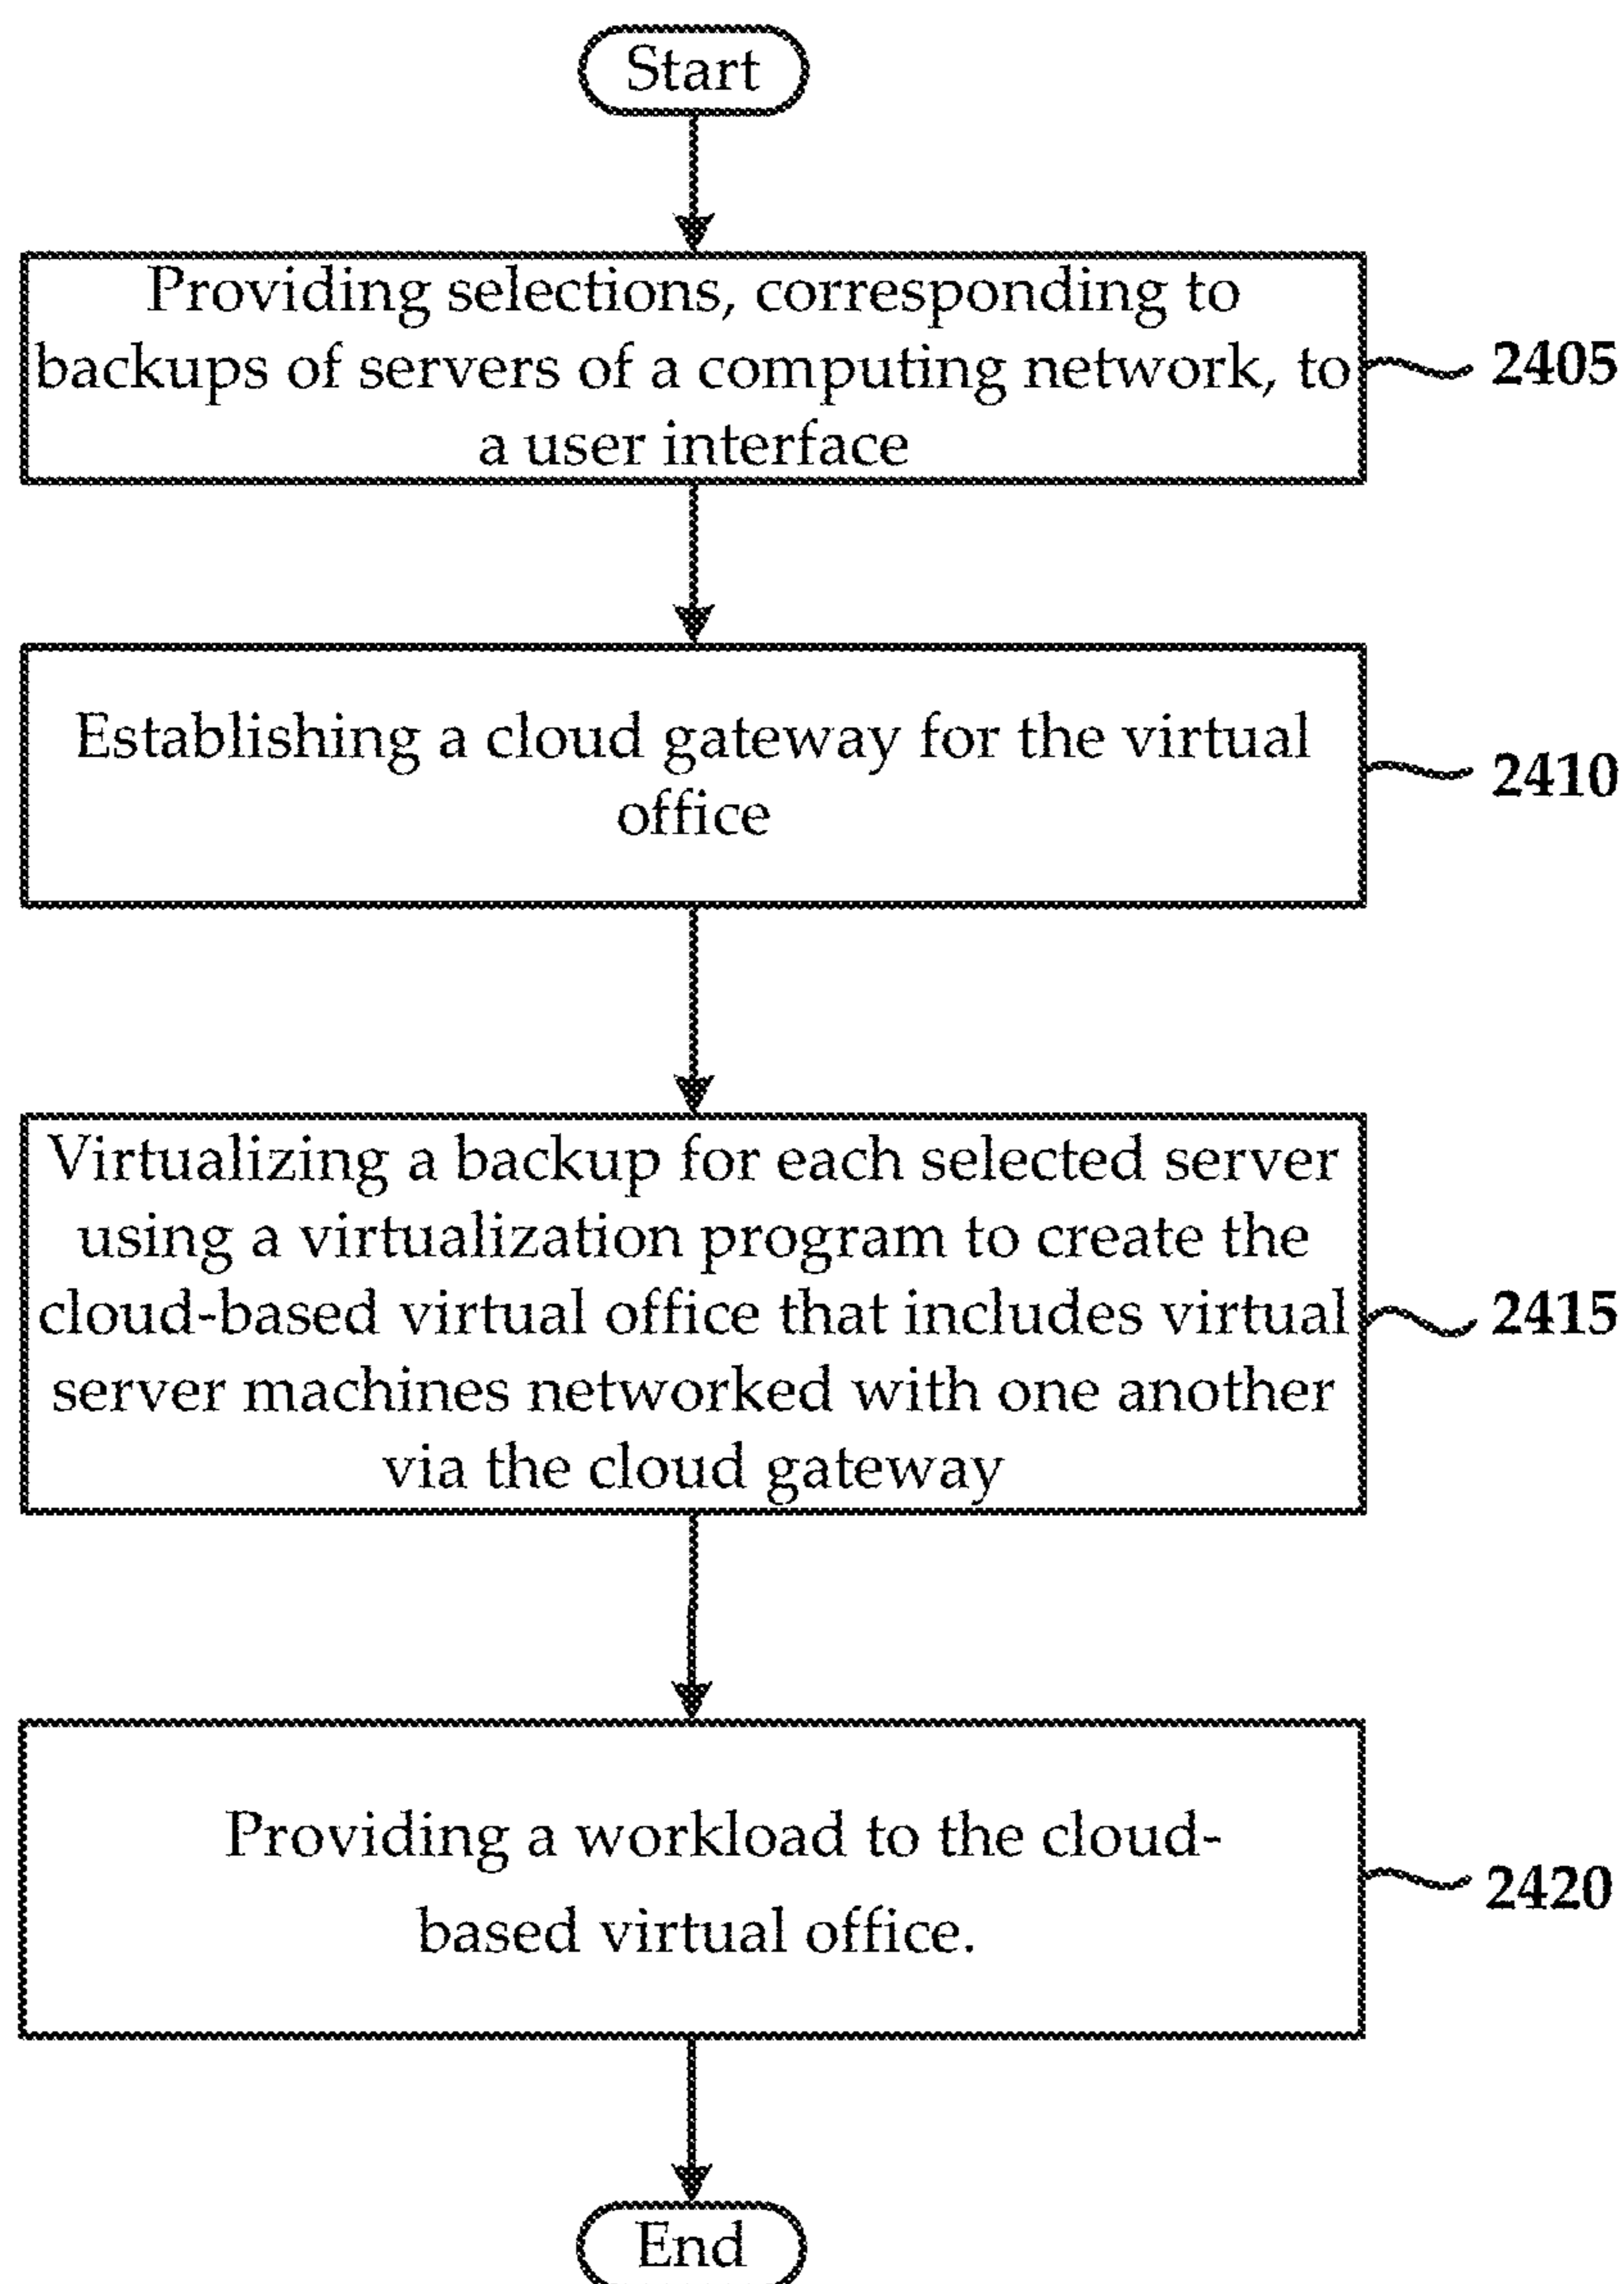 Start
Providing selections, corresponding to
backups of servers of a computing network, to
a user interface
2405
Establishing a cloud gateway for the virtual
office
2410
Virtualizing a backup for each selected server
using a virtualization program to create the
cloud-based virtual office that includes virtual
server machines networked with one another
via the cloud gateway
2415
Providing a workload to the cloud-
based virtual office.
2420
End